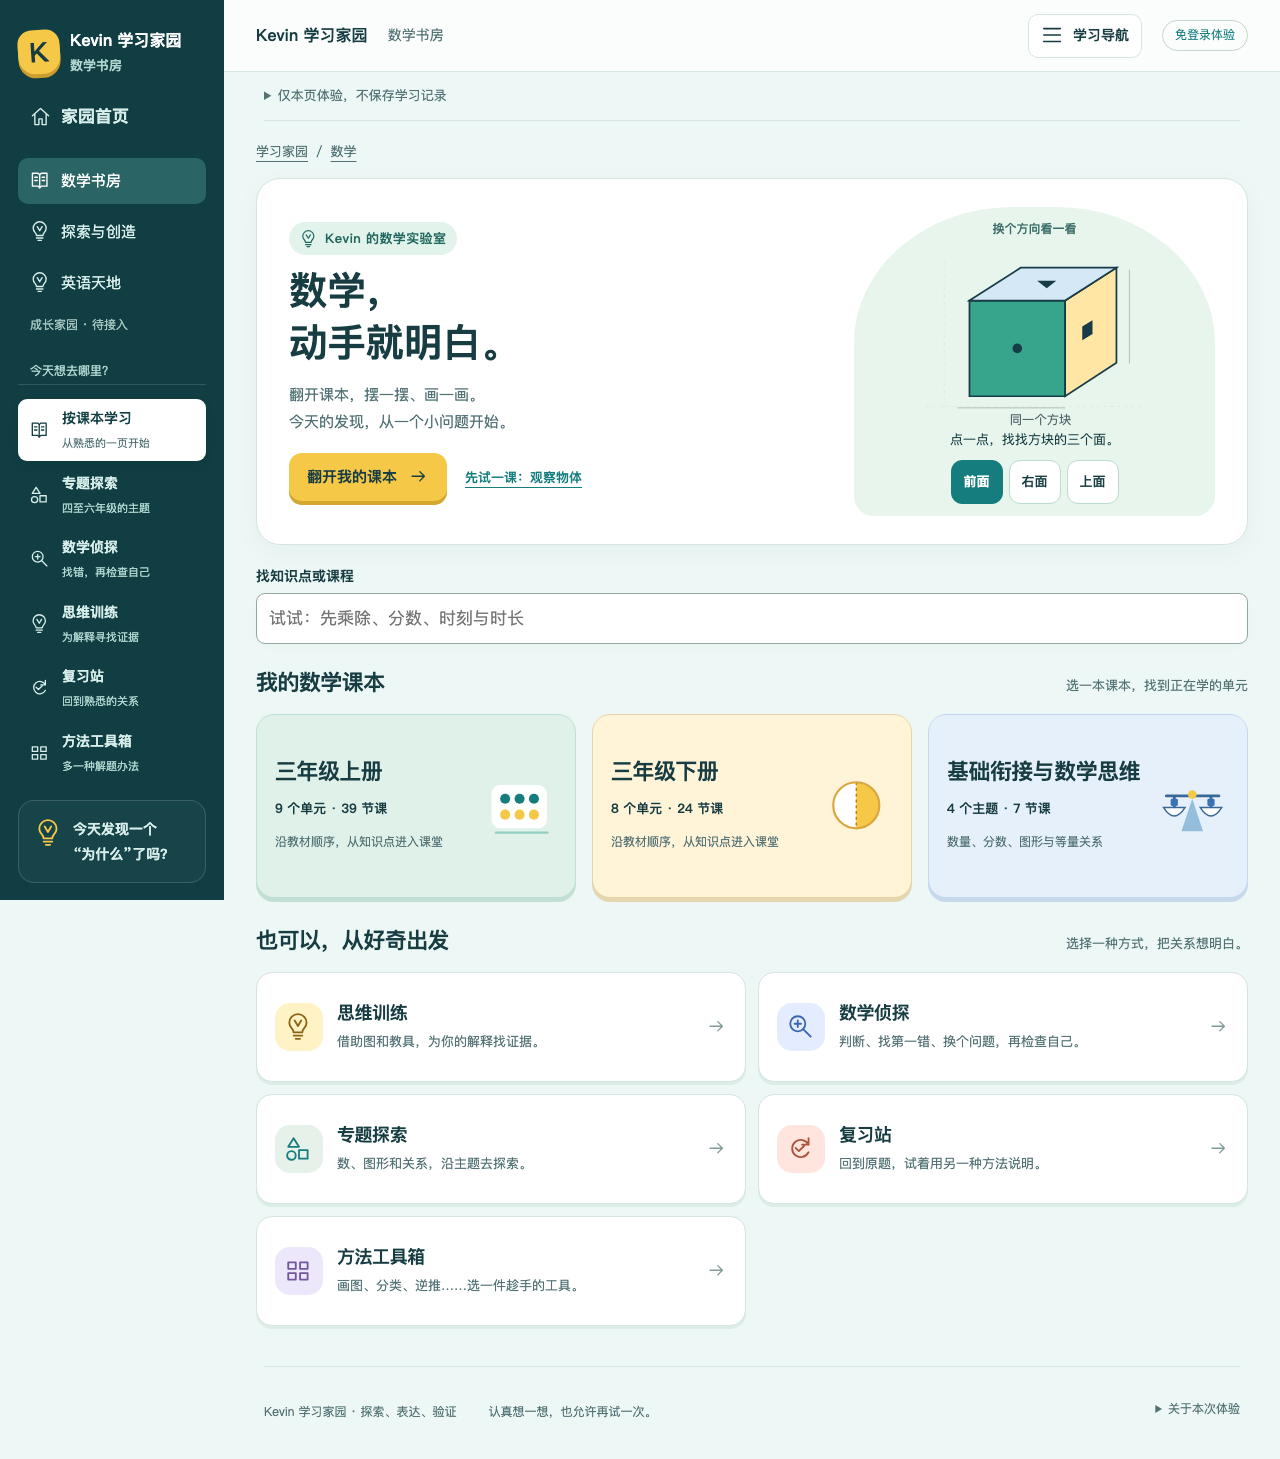 K
Kevin 学习家园
数学书房
家园首页
数学书房
探索与创造
英语天地
成长家园 · 待接入
今天想去哪里？
按课本学习
从熟悉的一页开始
专题探索
四至六年级的主题
数学侦探
找错，再检查自己
思维训练
为解释寻找证据
复习站
回到熟悉的关系
方法工具箱
多一种解题办法
今天发现一个
“为什么”了吗？
Kevin 学习家园 数学书房
学习导航
免登录体验
仅本页体验，不保存学习记录
学习家园 / 数学
Kevin 的数学实验室
数学，
动手就明白。
翻开课本，摆一摆、画一画。
今天的发现，从一个小问题开始。
翻开我的课本 →
先试一课：观察物体
换个方向看一看
同一个方块
点一点，找找方块的三个面。
前面 右面 上面
找知识点或课程
试试：先乘除、分数、时刻与时长
我的数学课本
选一本课本，找到正在学的单元
三年级上册
9 个单元 · 39 节课
沿教材顺序，从知识点进入课堂
三年级下册
8 个单元 · 24 节课
沿教材顺序，从知识点进入课堂
基础衔接与数学思维
4 个主题 · 7 节课
数量、分数、图形与等量关系
也可以，从好奇出发
选择一种方式，把关系想明白。
思维训练
借助图和教具，为你的解释找证据。
数学侦探
判断、找第一错、换个问题，再检查自己。
专题探索
数、图形和关系，沿主题去探索。
复习站
回到原题，试着用另一种方法说明。
方法工具箱
画图、分类、逆推……选一件趁手的工具。
Kevin 学习家园 · 探索、表达、验证
认真想一想，也允许再试一次。
关于本次体验